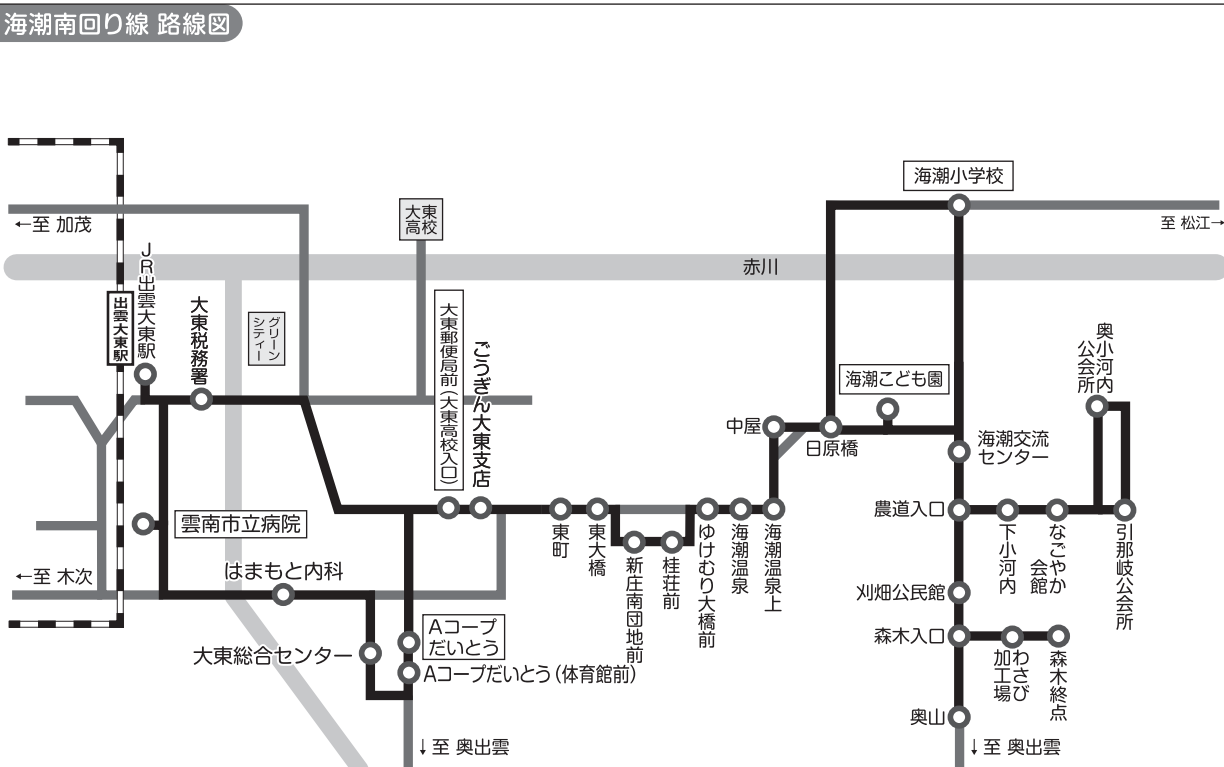 海潮南回り線 路線図
海潮小学校
←至 加茂
大東
高校
至 松江→
赤川
JR出雲大東駅
出雲大東駅
大東税務署
グリーン
シティー
大東郵便局前(大東高校入口)
ごうぎん大東支店
奥小河内
公会所
海潮こども園
中屋
日原橋
海潮交流
センター
雲南市立病院
東町
東大橋
新庄南団地前
桂荘前
ゆけむり大橋前
海潮温泉
海潮温泉上
農道入口
下小河内
なごやか
会館
引那岐公会所
はまもと内科
←至 木次
刈畑公民館
Aコープ
だいとう
大東総合センター
Aコープだいとう(体育館前)
森木入口
わさび
加工場
森木終点
奥山
↓至 奥出雲
↓至 奥出雲